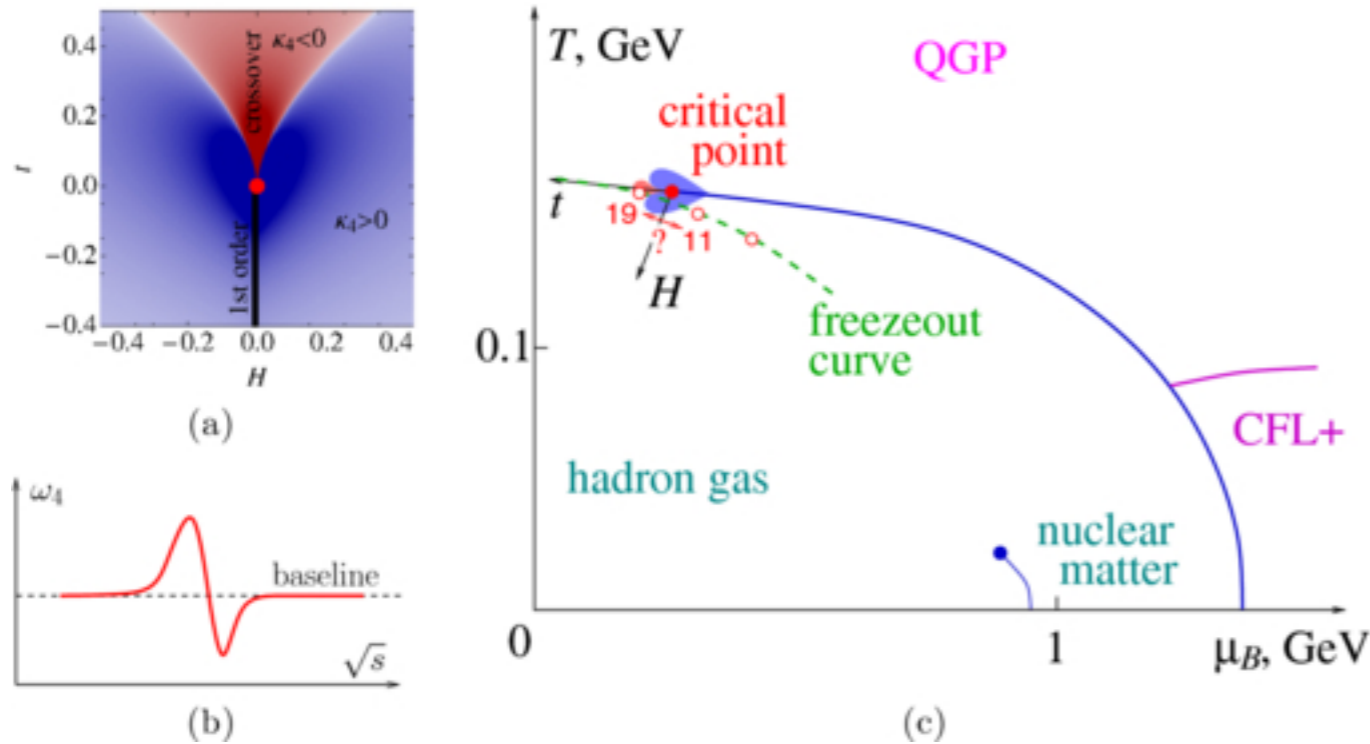 0.4
0.2
0.0
−0.2
−0.4
t
κ₄<0
crossover
κ₄>0
1st order
−0.4 −0.2 0.0 0.2 0.4
H
(a)
ω₄
baseline
√s
(b)
T, GeV
QGP
critical
point
t
19
?
11
H
freezeout
curve
0.1
CFL+
hadron gas
nuclear
matter
0
1
μB, GeV
(c)